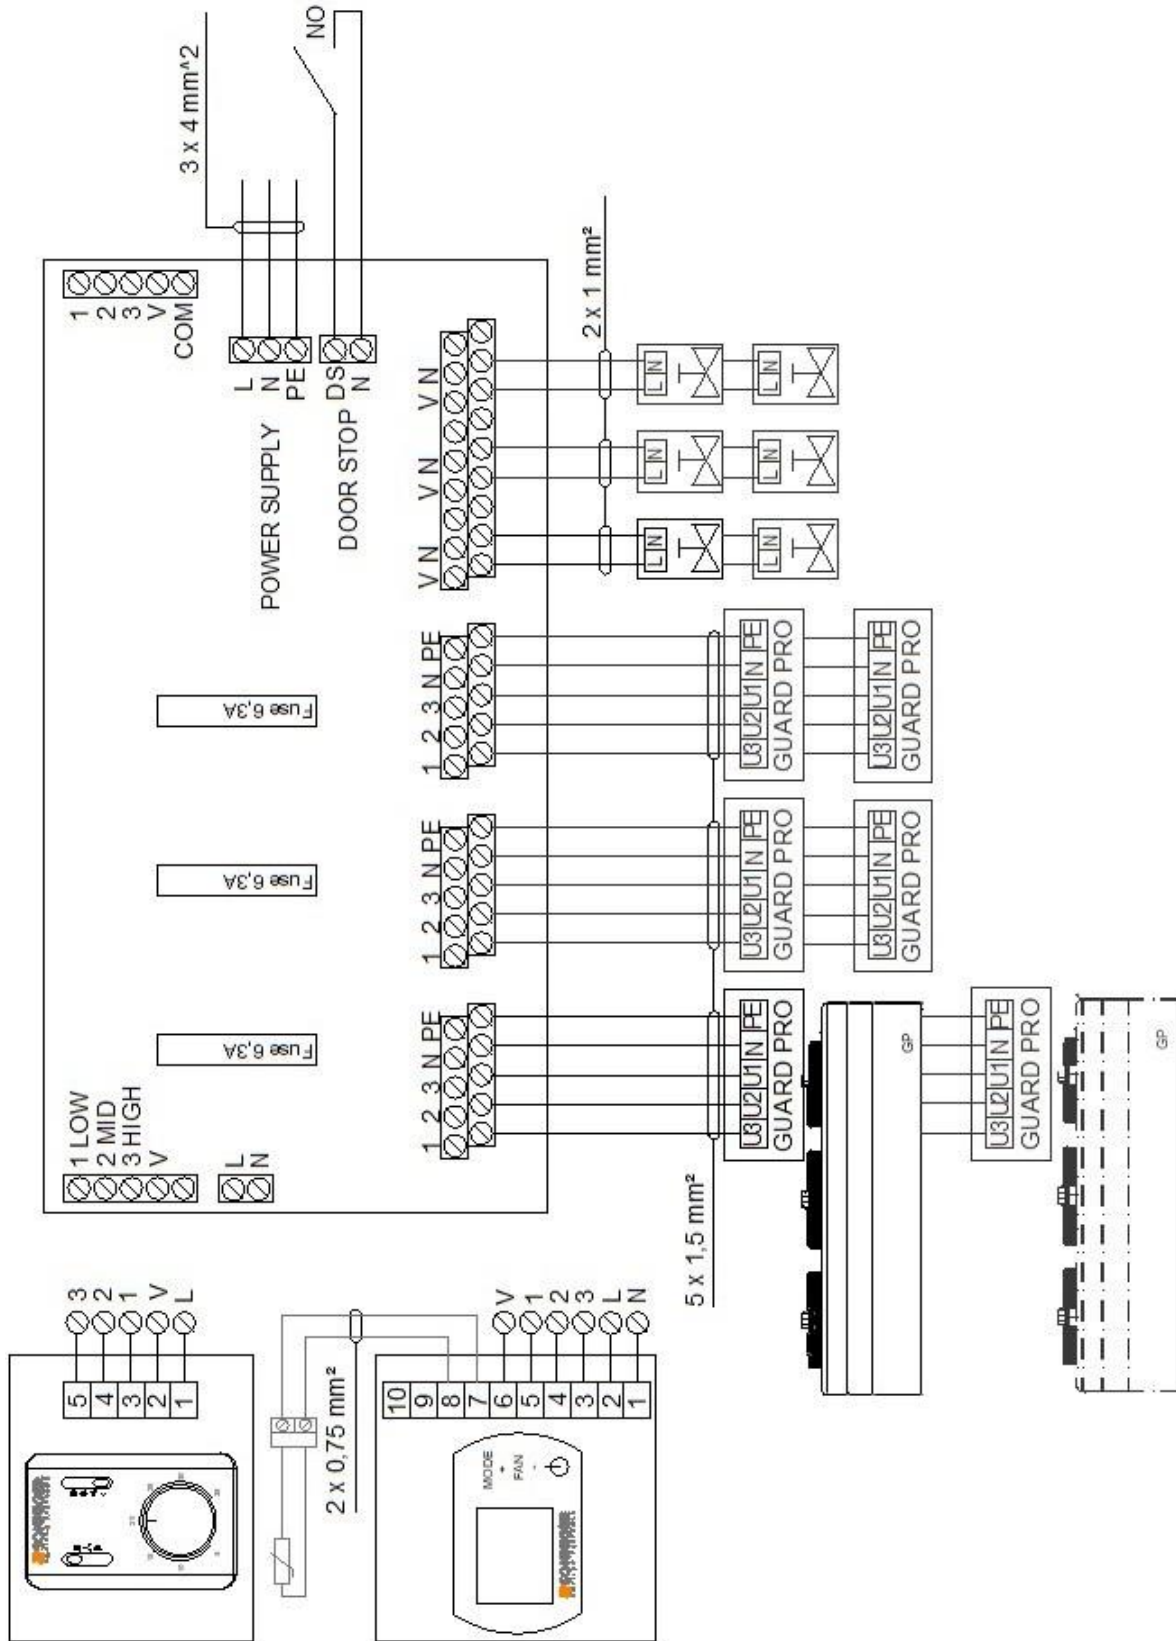 5 3
4 2
3 1
2 V
1 L
2 x 0,75 mm²
10
9
8
7
6 V
5 1
4 2
3 3
2 L
1 N
MODE
+
FAN
-
1 LOW
2 MID
3 HIGH
V
L
N
Fuse 6,3A
Fuse 6,3A
Fuse 6,3A
1
2
3
V
COM
POWER SUPPLY
L
N
PE
DOOR STOP
DS
N
3 x 4 mm^2
NO
1 2 3 N PE
1 2 3 N PE
1 2 3 N PE
V N
V N
V N
5 x 1,5 mm²
2 x 1 mm²
U3 U2 U1 N PE
GUARD PRO
U3 U2 U1 N PE
GUARD PRO
U3 U2 U1 N PE
GUARD PRO
L N
L N
L N
GP
U3 U2 U1 N PE
GUARD PRO
U3 U2 U1 N PE
GUARD PRO
U3 U2 U1 N PE
GUARD PRO
L N
L N
L N
GP